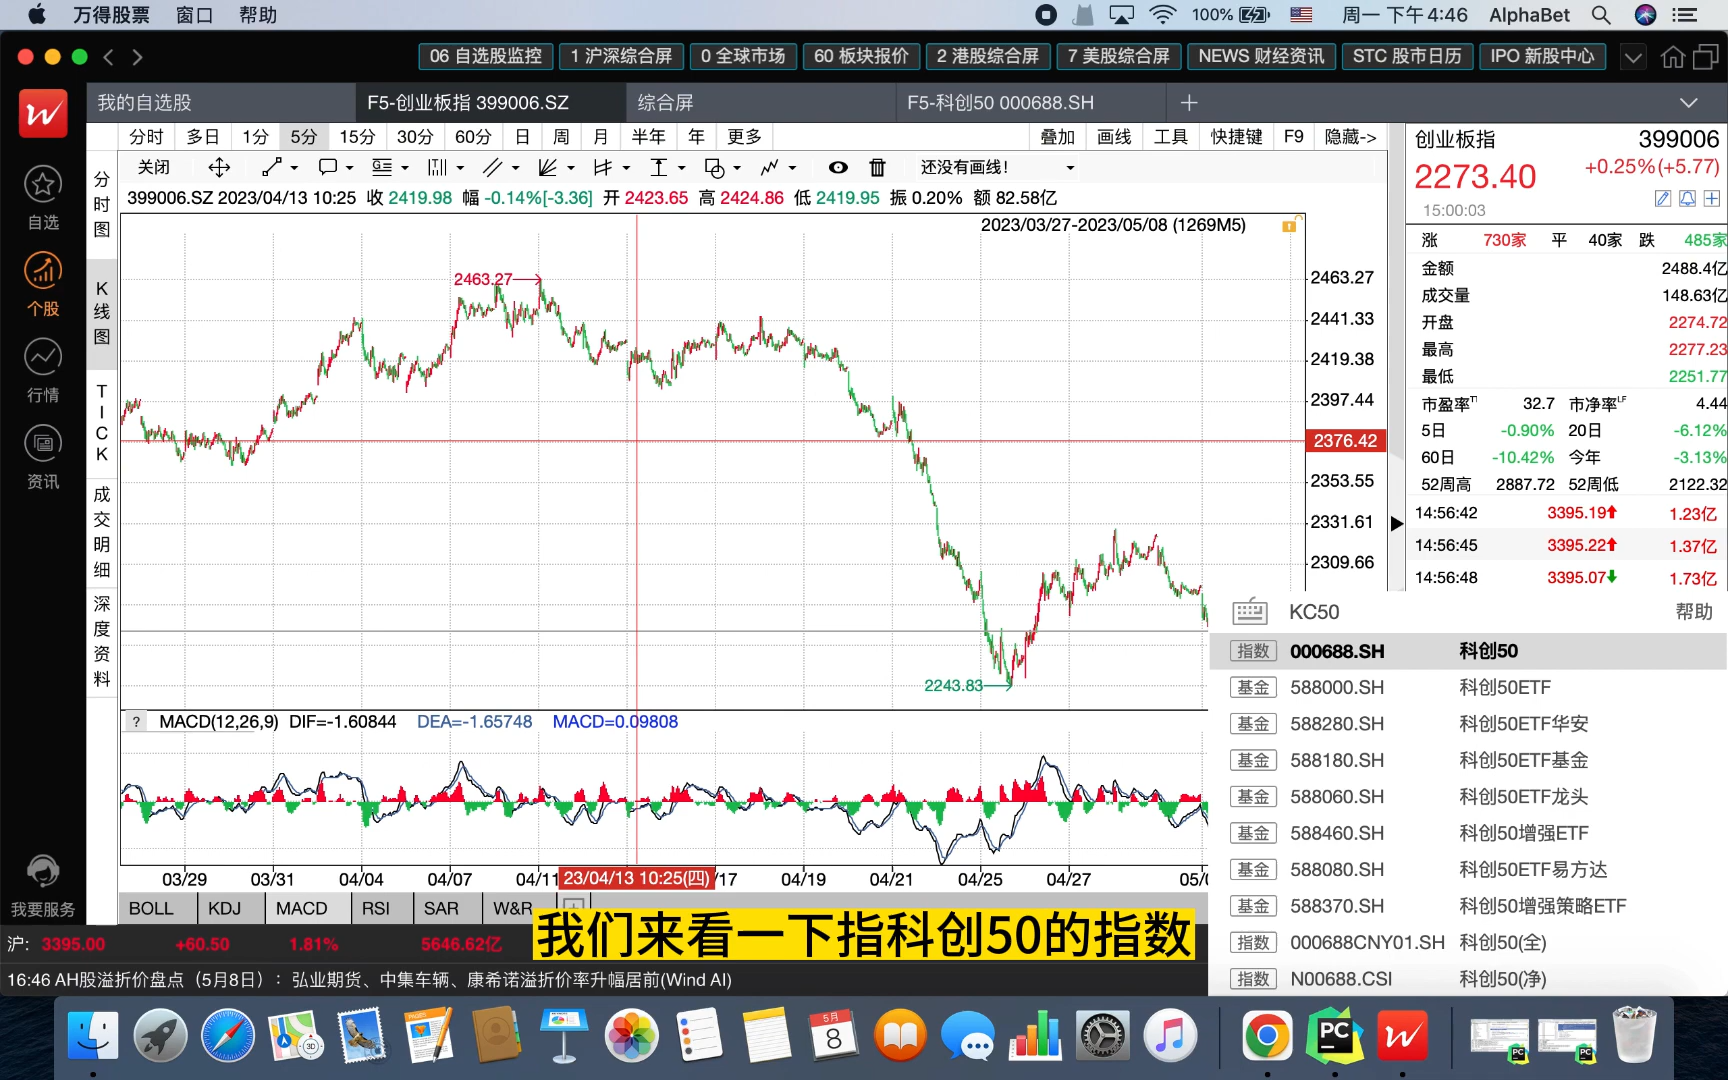 万得股票 窗口 帮助 100% 周一 下午4:46 AlphaBet
06 自选股监控 1 沪深综合屏 0 全球市场 60 板块报价 2 港股综合屏 7 美股综合屏 NEWS 财经资讯 STC 股市日历 IPO 新股中心
我的自选股 F5-创业板指 399006.SZ 综合屏 F5-科创50 000688.SH
分时 多日 1分 5分 15分 30分 60分 日 周 月 半年 年 更多 叠加 画线 工具 快捷键 F9 隐藏->
关闭 还没有画线!
399006.SZ 2023/04/13 10:25 收 2419.98 幅 -0.14%[-3.36] 开 2423.65 高 2424.86 低 2419.95 振 0.20% 额 82.58亿
2023/03/27-2023/05/08 (1269M5)
自选
个股
行情
资讯
我要服务
分时图
K线图
TICK
成交明细
深度资料
2463.27
2243.83
2463.27
2441.33
2419.38
2397.44
2376.42
2353.55
2331.61
2309.66
? MACD(12,26,9) DIF=-1.60844 DEA=-1.65748 MACD=0.09808
03/29 03/31 04/04 04/07 04/11 23/04/13 10:25(四) /17 04/19 04/21 04/25 04/27 05/0
BOLL KDJ MACD RSI SAR W&R
创业板指 399006
2273.40 +0.25%(+5.77)
15:00:03
涨 730家 平 40家 跌 485家
金额 2488.4亿
成交量 148.63亿
开盘 2274.72
最高 2277.23
最低 2251.77
市盈率TT 32.7 市净率LF 4.44
5日 -0.90% 20日 -6.12%
60日 -10.42% 今年 -3.13%
52周高 2887.72 52周低 2122.32
14:56:42 3395.19 1.23亿
14:56:45 3395.22 1.37亿
14:56:48 3395.07 1.73亿
KC50 帮助
指数 000688.SH 科创50
基金 588000.SH 科创50ETF
基金 588280.SH 科创50ETF华安
基金 588180.SH 科创50ETF基金
基金 588060.SH 科创50ETF龙头
基金 588460.SH 科创50增强ETF
基金 588080.SH 科创50ETF易方达
基金 588370.SH 科创50增强策略ETF
指数 000688CNY01.SH 科创50(全)
指数 N00688.CSI 科创50(净)
我们来看一下指科创50的指数
沪: 3395.00 +60.50 1.81% 5646.62亿
16:46 AH股溢折价盘点（5月8日）：弘业期货、中集车辆、康希诺溢折价率升幅居前(Wind AI)
3D
PAGES
5月
8
PC
PC
PC